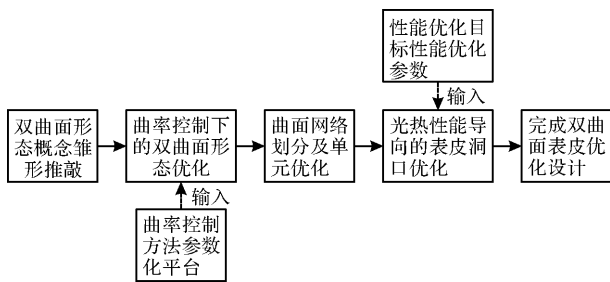 性能优化目
标性能优化
参数
输入
双曲面形
态概念雏
形推敲
曲率控制下
的双曲面形
态优化
曲面网络
划分及单
元优化
光热性能导
向的表皮洞
口优化
完成双曲
面表皮优
化设计
输入
曲率控制
方法参数
化平台